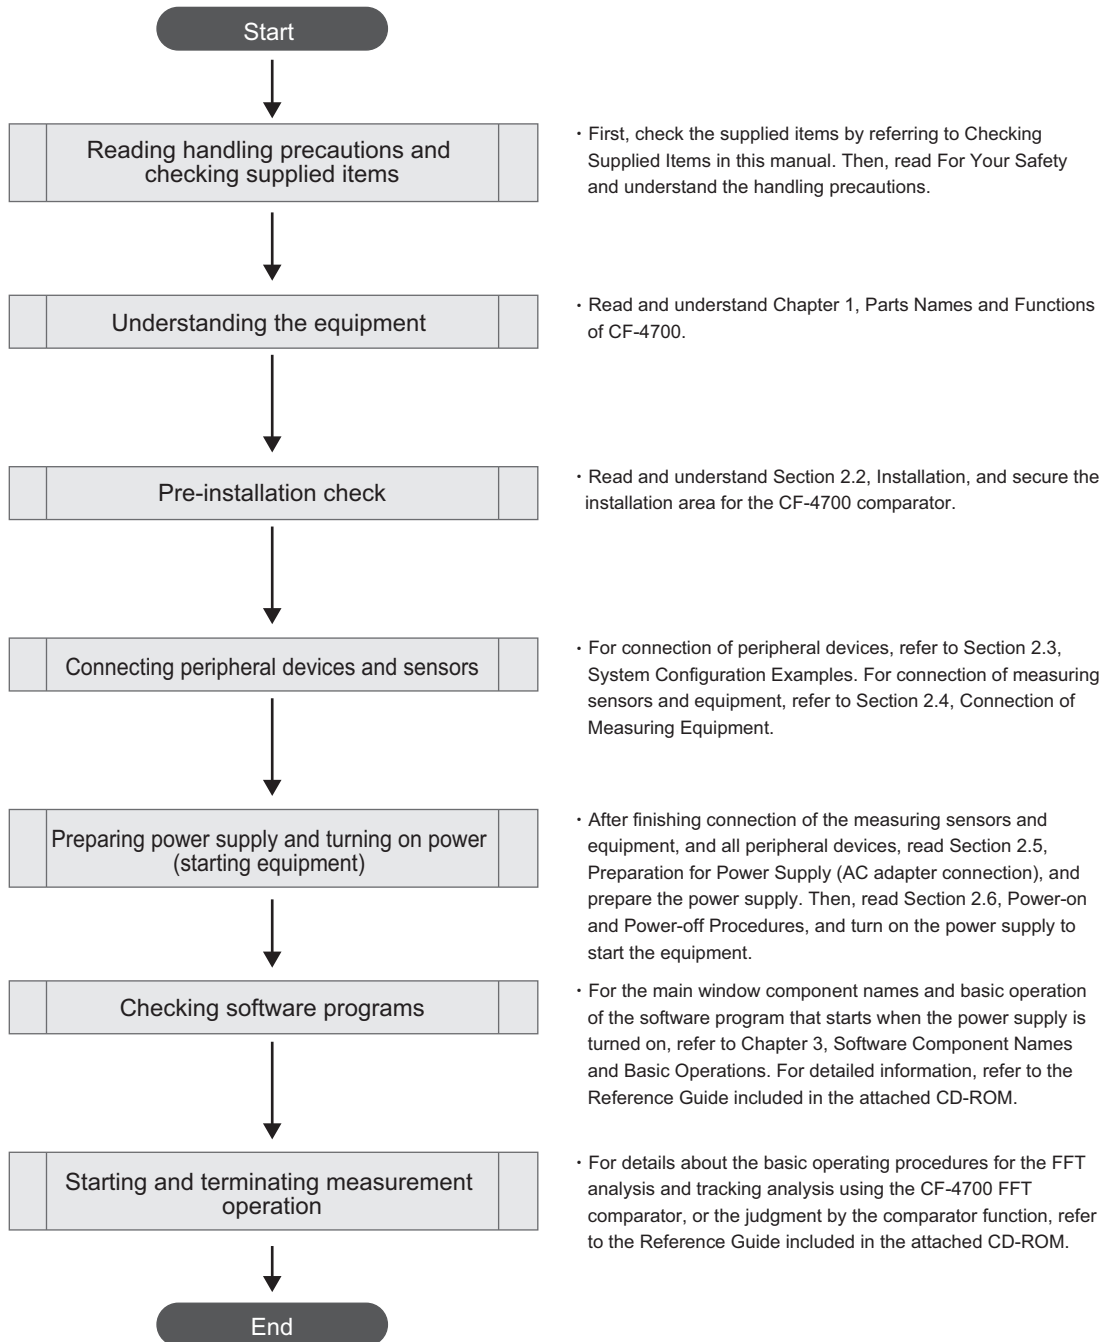 Start
Reading handling precautions and
checking supplied items
・First, check the supplied items by referring to Checking
Supplied Items in this manual. Then, read For Your Safety
and understand the handling precautions.
Understanding the equipment
・Read and understand Chapter 1, Parts Names and Functions
of CF-4700.
Pre-installation check
・Read and understand Section 2.2, Installation, and secure the
installation area for the CF-4700 comparator.
Connecting peripheral devices and sensors
・For connection of peripheral devices, refer to Section 2.3,
System Configuration Examples. For connection of measuring
sensors and equipment, refer to Section 2.4, Connection of
Measuring Equipment.
Preparing power supply and turning on power
(starting equipment)
・After finishing connection of the measuring sensors and
equipment, and all peripheral devices, read Section 2.5,
Preparation for Power Supply (AC adapter connection), and
prepare the power supply. Then, read Section 2.6, Power-on
and Power-off Procedures, and turn on the power supply to
start the equipment.
Checking software programs
・For the main window component names and basic operation
of the software program that starts when the power supply is
turned on, refer to Chapter 3, Software Component Names
and Basic Operations. For detailed information, refer to the
Reference Guide included in the attached CD-ROM.
Starting and terminating measurement
operation
・For details about the basic operating procedures for the FFT
analysis and tracking analysis using the CF-4700 FFT
comparator, or the judgment by the comparator function, refer
to the Reference Guide included in the attached CD-ROM.
End